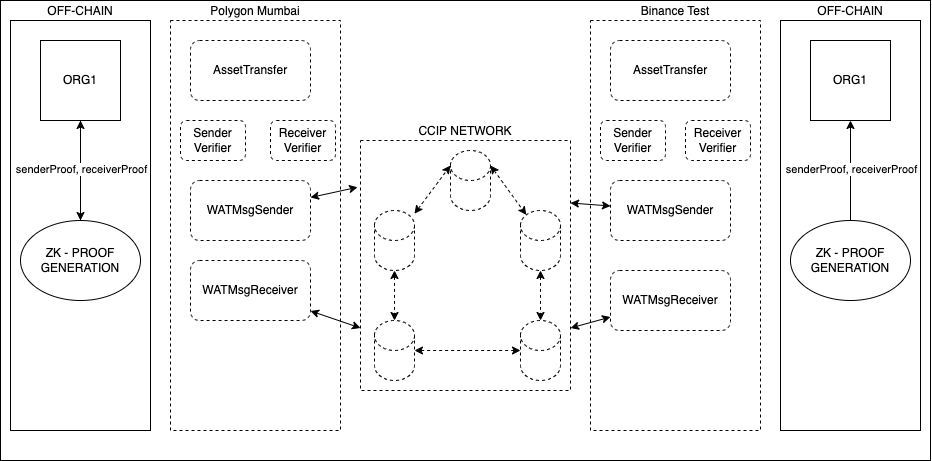 OFF-CHAIN
ORG1
senderProof, receiverProof
ZK - PROOF
GENERATION
Polygon Mumbai
AssetTransfer
Sender
Verifier
Receiver
Verifier
WATMsgSender
WATMsgReceiver
CCIP NETWORK
Binance Test
AssetTransfer
Sender
Verifier
Receiver
Verifier
WATMsgSender
WATMsgReceiver
OFF-CHAIN
ORG1
senderProof, receiverProof
ZK - PROOF
GENERATION